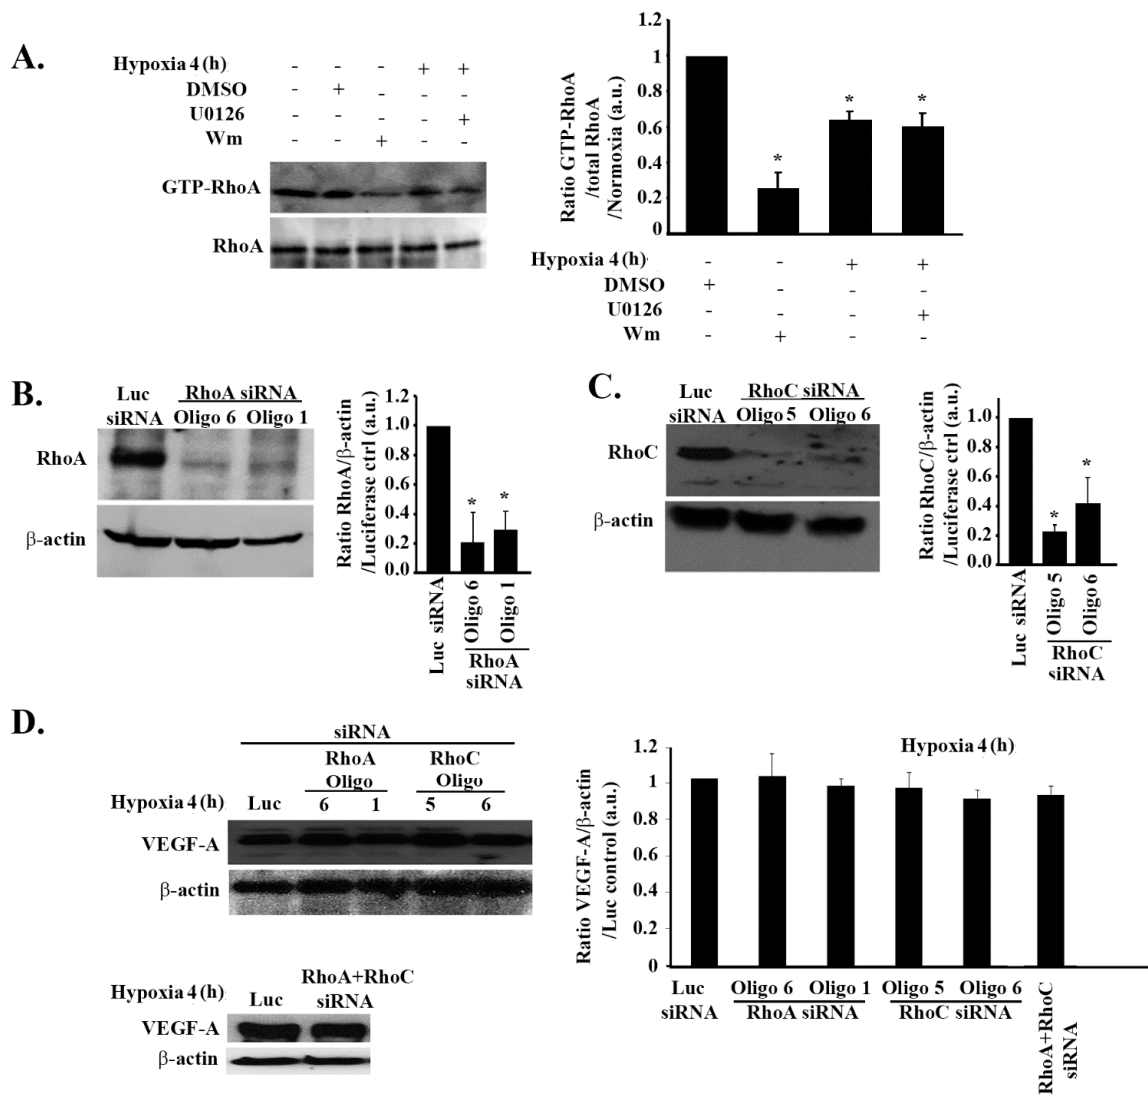 A.
Hypoxia 4 (h) - - - + +
DMSO - + - - -
U0126 - - - - +
Wm - - + - -
GTP-RhoA
RhoA
Ratio GTP-RhoA
/total RhoA
/Normoxia (a.u.)
1.2
1
0.8
0.6
0.4
0.2
0
* * *
Hypoxia 4 (h) - - + +
DMSO + - - -
U0126 - - - +
Wm - + - -
B.
Luc
siRNA
RhoA siRNA
Oligo 6 Oligo 1
RhoA
β-actin
Ratio RhoA/β-actin
/Luciferase ctrl (a.u.)
1.2
1.0
0.8
0.6
0.4
0.2
0.0
* *
Luc siRNA
Oligo 6
Oligo 1
RhoA
siRNA
C.
Luc
siRNA
RhoC siRNA
Oligo 5 Oligo 6
RhoC
β-actin
Ratio RhoC/β-actin
/Luciferase ctrl (a.u.)
1.0
0.8
0.6
0.4
0.2
0.0
* *
Luc siRNA
Oligo 5
Oligo 6
RhoC
siRNA
D.
siRNA
RhoA
Oligo
RhoC
Oligo
Hypoxia 4 (h) Luc 6 1 5 6
VEGF-A
β-actin
Hypoxia 4 (h) Luc
RhoA+RhoC
siRNA
VEGF-A
β-actin
Hypoxia 4 (h)
Ratio VEGF-A/β-actin
/Luc control (a.u.)
1.2
1
0.8
0.6
0.4
0.2
0
Luc
siRNA
Oligo 6 Oligo 1
RhoA siRNA
Oligo 5 Oligo 6
RhoC siRNA
RhoA+RhoC
siRNA